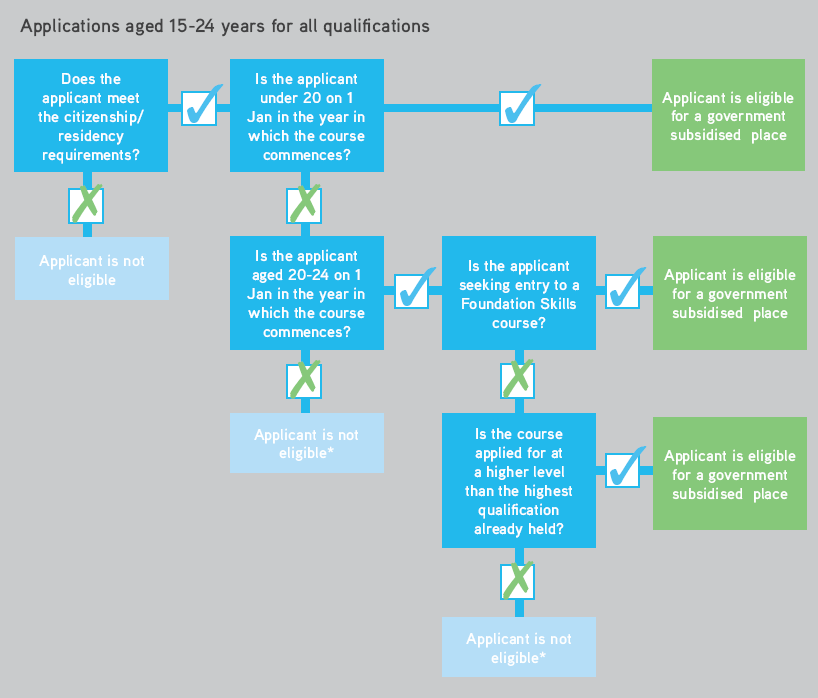 Applications aged 15-24 years for all qualifications
Does the
applicant meet
the citizenship/
residency
requirements?
Is the applicant
under 20 on 1
Jan in the year in
which the course
commences?
Applicant is eligible
for a government
subsidised place
Applicant is not
eligible
Is the applicant
aged 20-24 on 1
Jan in the year in
which the course
commences?
Is the applicant
seeking entry to a
Foundation Skills
course?
Applicant is eligible
for a government
subsidised place
Applicant is not
eligible*
Is the course
applied for at
a higher level
than the highest
qualification
already held?
Applicant is eligible
for a government
subsidised place
Applicant is not
eligible*